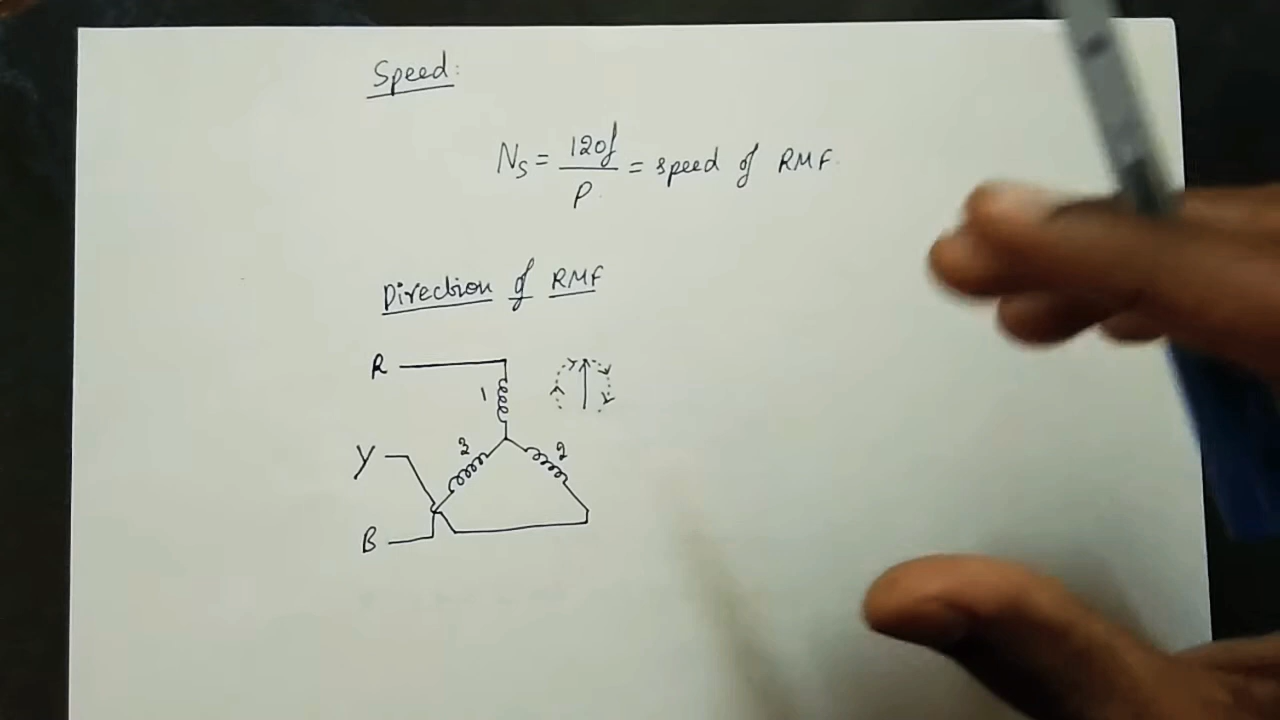 Speed:
Ns = 120f / P = speed of RMF
Direction of RMF
R
1
Y
3
2
B